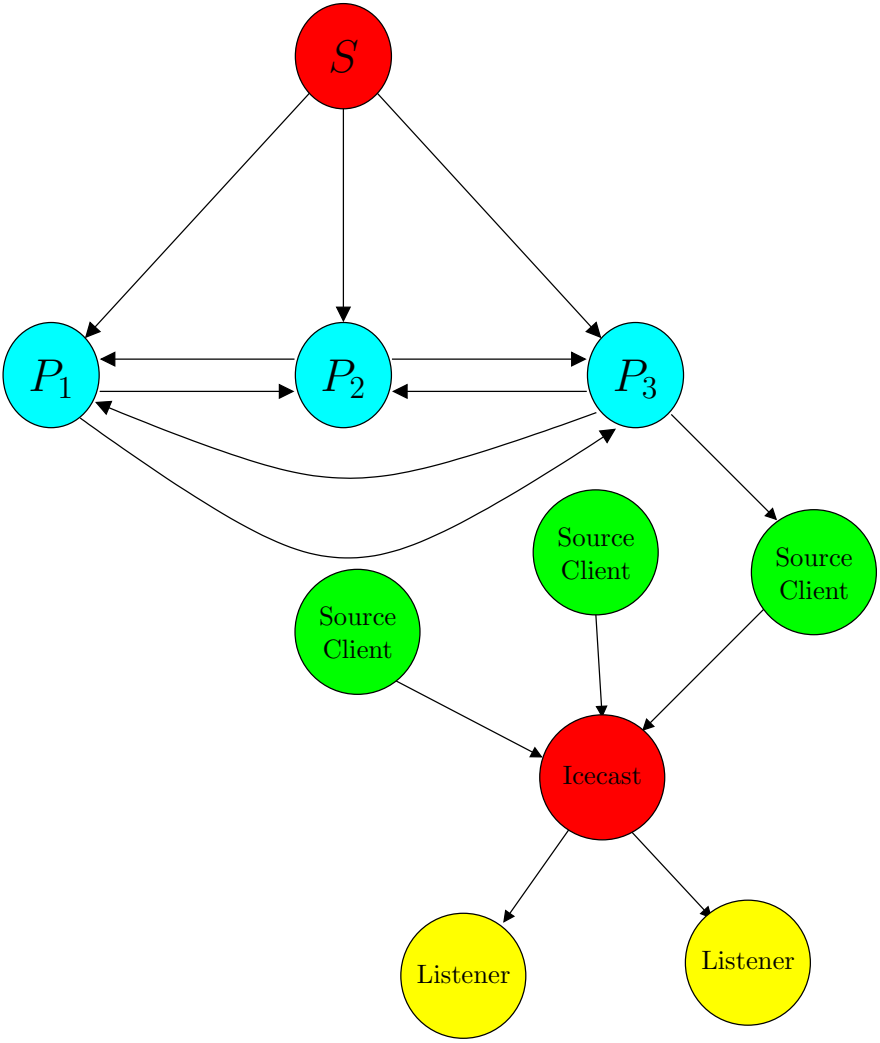 S
P₁
P₂
P₃
Source
Client
Source
Client
Source
Client
Icecast
Listener
Listener